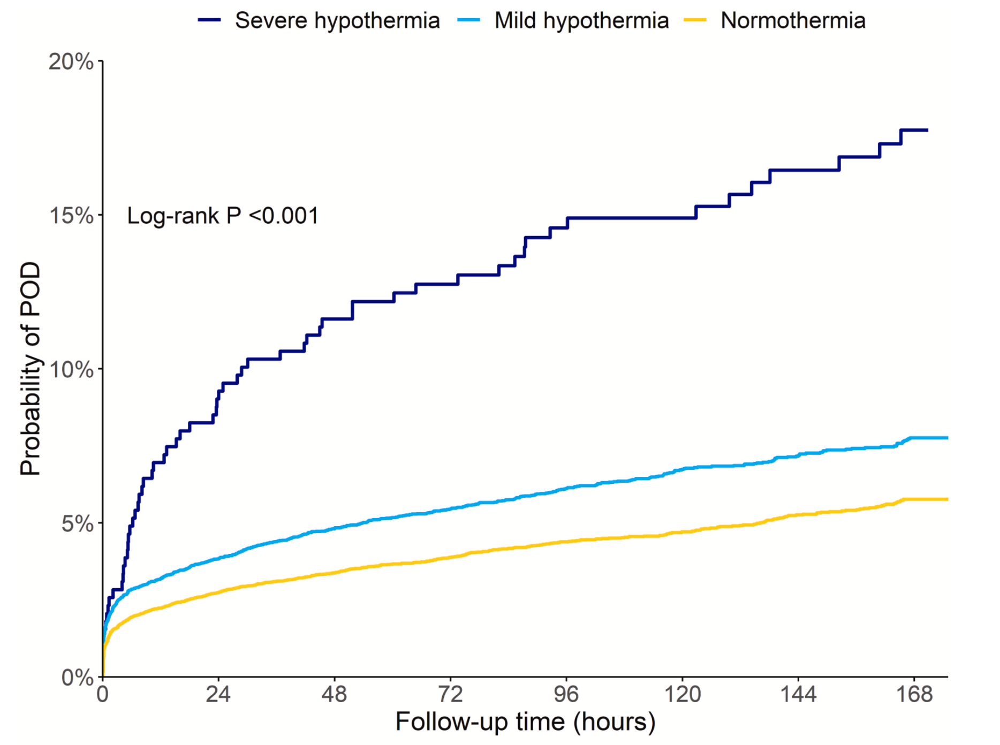 Severe hypothermia Mild hypothermia Normothermia
20%
15%
10%
5%
0%
Log-rank P <0.001
Probability of POD
0 24 48 72 96 120 144 168
Follow-up time (hours)